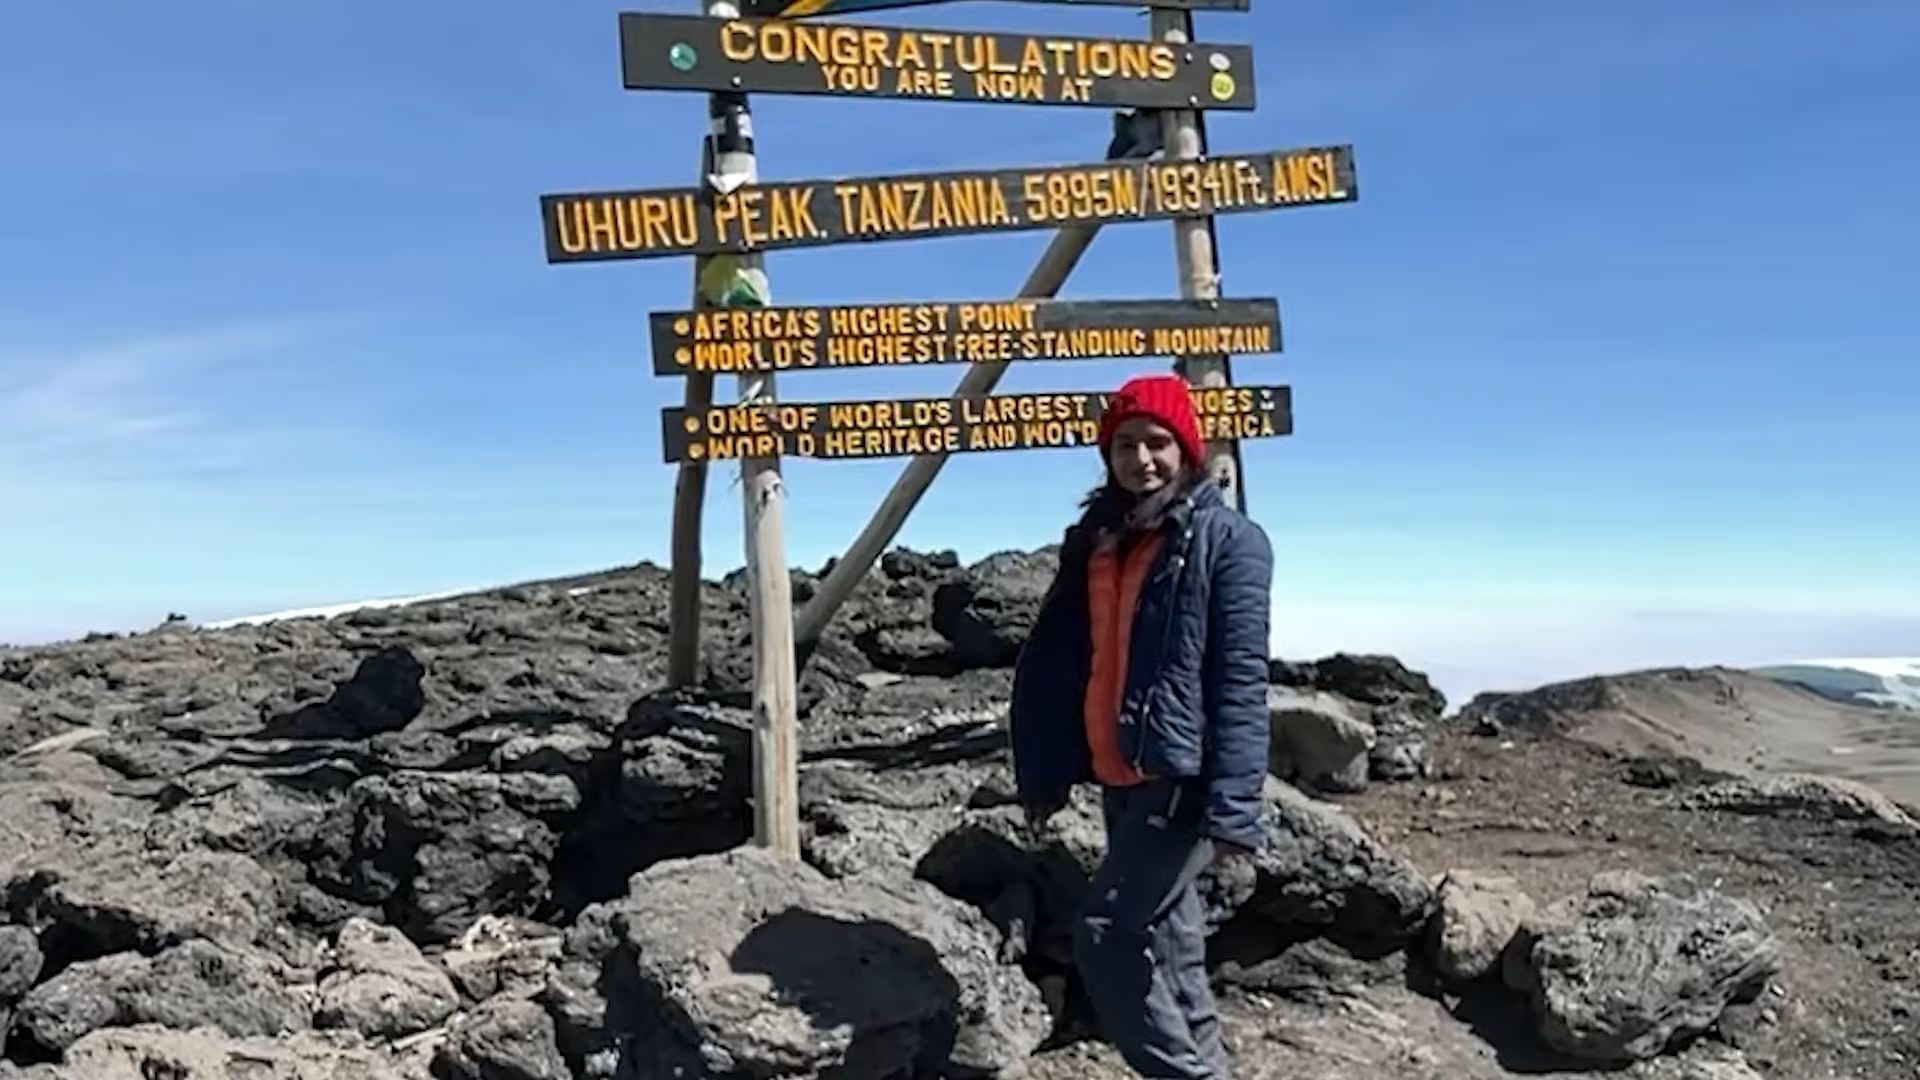 CONGRATULATIONS
YOU ARE NOW AT
UHURU PEAK, TANZANIA, 5895M/19341Ft AMSL
• AFRICA'S HIGHEST POINT
• WORLD'S HIGHEST FREE-STANDING MOUNTAIN
• ONE OF WORLD'S LARGEST
• WORLD HERITAGE AND AFRICA